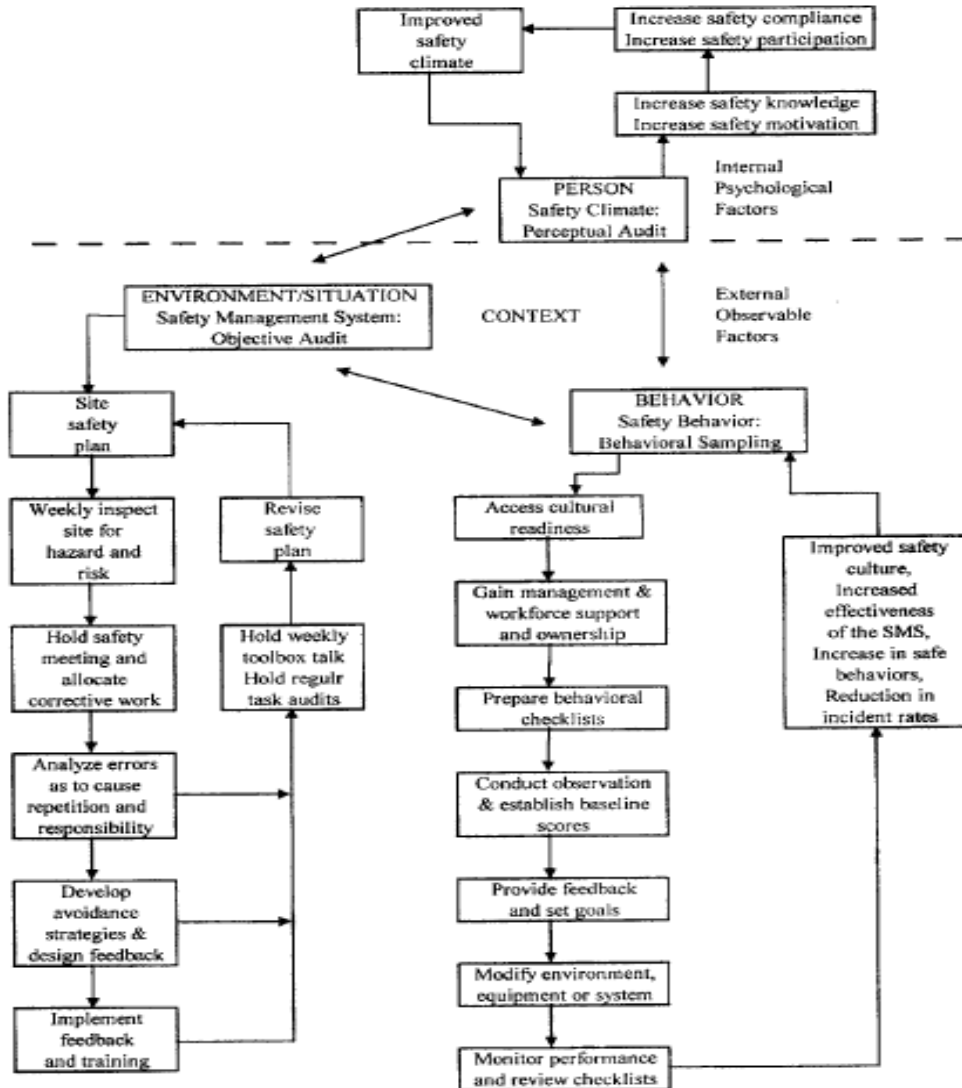 Improved
safety
climate
Increase safety compliance
Increase safety participation
Increase safety knowledge
Increase safety motivation
Internal
Psychological
Factors
PERSON
Safety Climate:
Perceptual Audit
ENVIRONMENT/SITUATION
Safety Management System:
Objective Audit
CONTEXT
External
Observable
Factors
BEHAVIOR
Safety Behavior:
Behavioral Sampling
Site
safety
plan
Weekly inspect
site for
hazard and
risk
Hold safety
meeting and
allocate
corrective work
Analyze errors
as to cause
repetition and
responsibility
Develop
avoidance
strategies &
design feedback
Implement
feedback
and training
Revise
safety
plan
Hold weekly
toolbox talk
Hold regulr
task audits
Access cultural
readiness
Gain management &
workforce support
and ownership
Prepare behavioral
checklists
Conduct observation
& establish baseline
scores
Provide feedback
and set goals
Modify environment,
equipment or system
Monitor performance
and review checklists
Improved safety
culture,
Increased
effectiveness
of the SMS,
Increase in safe
behaviors,
Reduction in
incident rates